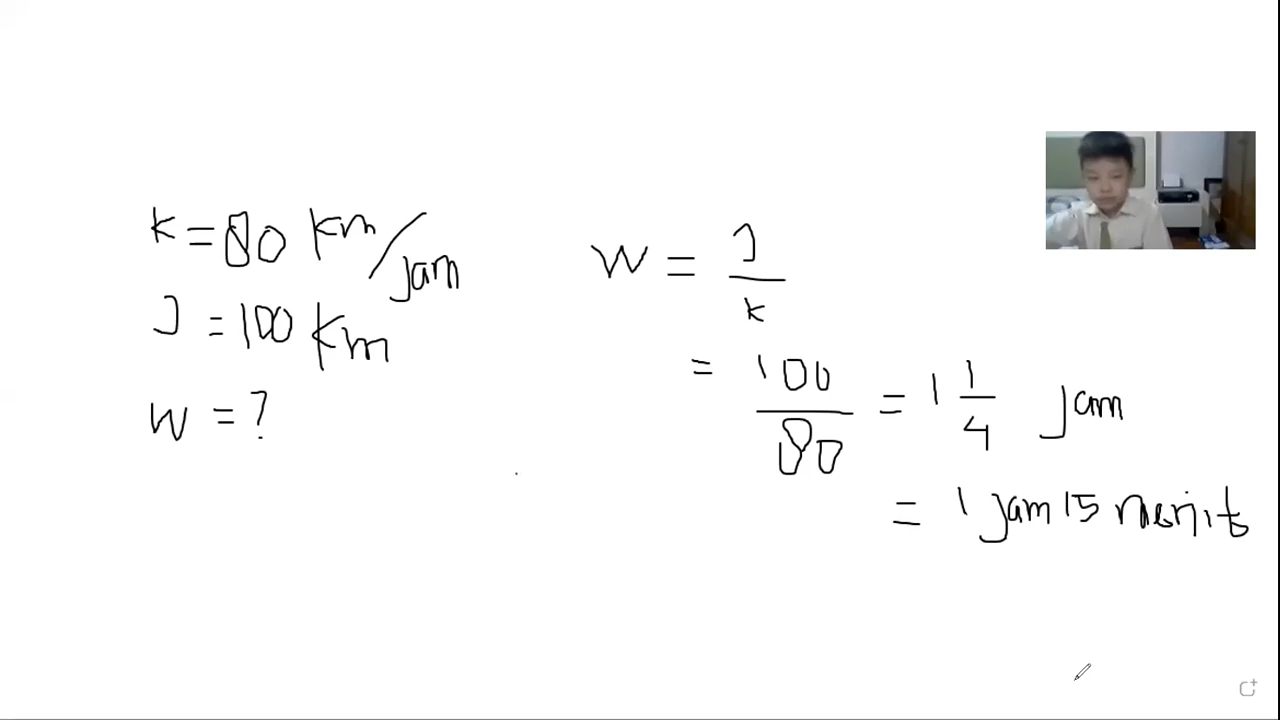 K = 80 km/jam
J = 100 km
W = ?
W = J/K
= 100/80 = 1 1/4 jam
= 1 jam 15 menit